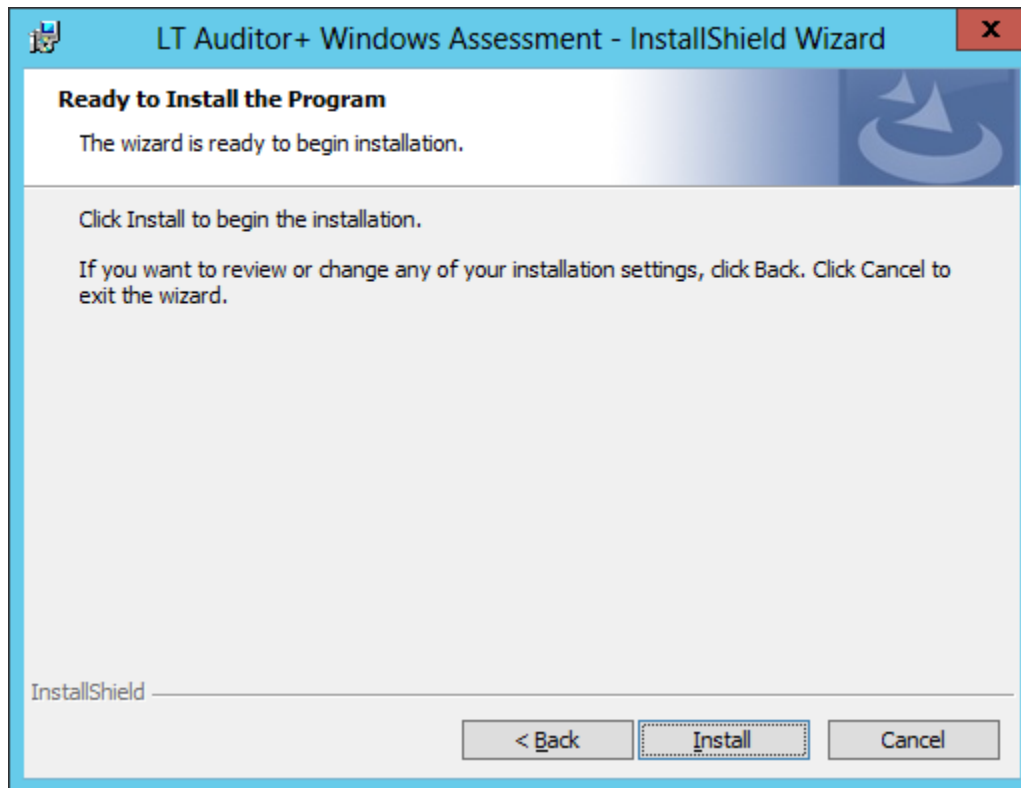 LT Auditor+ Windows Assessment - InstallShield Wizard
x
Ready to Install the Program
The wizard is ready to begin installation.
Click Install to begin the installation.
If you want to review or change any of your installation settings, click Back. Click Cancel to
exit the wizard.
InstallShield
< Back Install Cancel